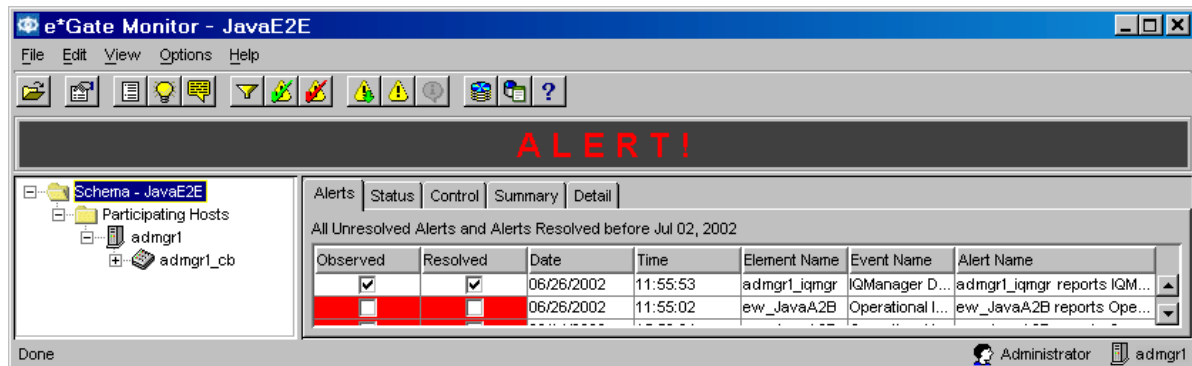 e*Gate Monitor - JavaE2E
File Edit View Options Help
?
ALERT!
Schema - JavaE2E
Participating Hosts
admgr1
admgr1_cb
Alerts Status Control Summary Detail
All Unresolved Alerts and Alerts Resolved before Jul 02, 2002
Observed Resolved Date Time Element Name Event Name Alert Name
06/26/2002 11:55:53 admgr1_iqmgr IQManager D... admgr1_iqmgr reports IQM...
06/26/2002 11:55:02 ew_JavaA2B Operational I... ew_JavaA2B reports Ope...
Done Administrator admgr1